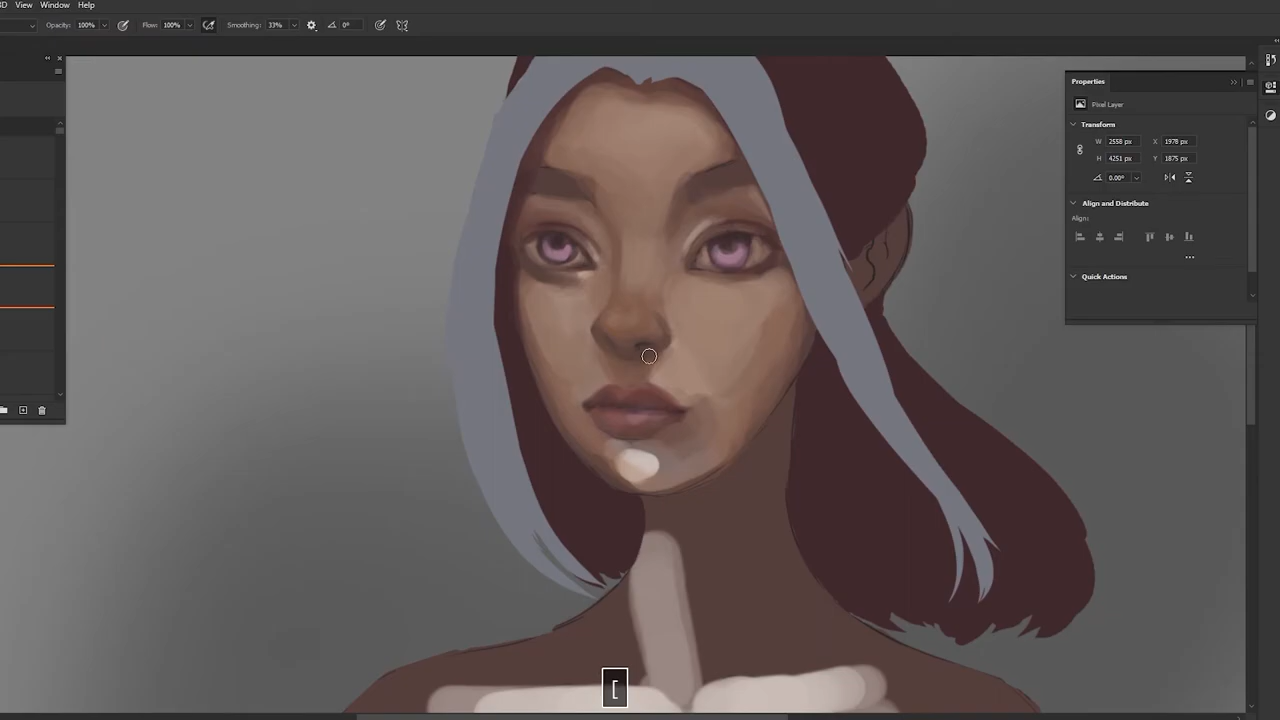 3D View Window Help
Opacity: 100% Flow: 100% Smoothing: 33% 0°
Properties
Pixel Layer
Transform
W 2558 px X 1978 px
H 4251 px Y 1875 px
0.00°
Align and Distribute
Align:
Quick Actions
[